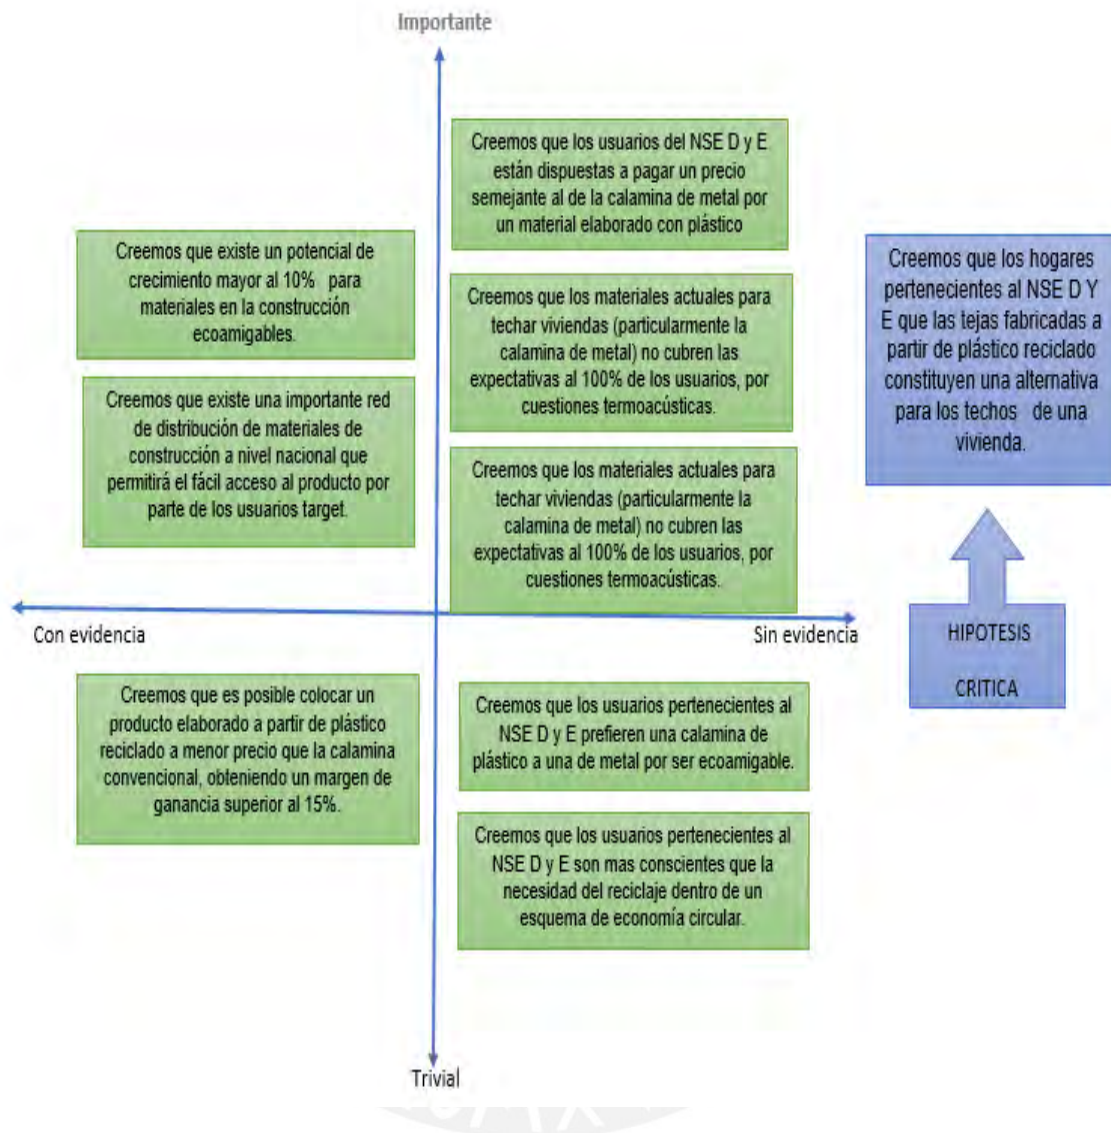 Importante
Creemos que los usuarios del NSE D y E
están dispuestas a pagar un precio
semejante al de la calamina de metal por
un material elaborado con plástico
Creemos que existe un potencial de
crecimiento mayor al 10% para
materiales en la construcción
ecoamigables.
Creemos que los materiales actuales para
techar viviendas (particularmente la
calamina de metal) no cubren las
expectativas al 100% de los usuarios, por
cuestiones termoacústicas.
Creemos que existe una importante red
de distribución de materiales de
construcción a nivel nacional que
permitirá el fácil acceso al producto por
parte de los usuarios target.
Creemos que los materiales actuales para
techar viviendas (particularmente la
calamina de metal) no cubren las
expectativas al 100% de los usuarios, por
cuestiones termoacústicas.
Creemos que los hogares
pertenecientes al NSE D Y
E que las tejas fabricadas a
partir de plástico reciclado
constituyen una alternativa
para los techos de una
vivienda.
Con evidencia
Sin evidencia
HIPOTESIS
CRITICA
Creemos que es posible colocar un
producto elaborado a partir de plástico
reciclado a menor precio que la calamina
convencional, obteniendo un margen de
ganancia superior al 15%.
Creemos que los usuarios pertenecientes al
NSE D y E prefieren una calamina de
plástico a una de metal por ser ecoamigable.
Creemos que los usuarios pertenecientes al
NSE D y E son mas conscientes que la
necesidad del reciclaje dentro de un
esquema de economía circular.
Trivial